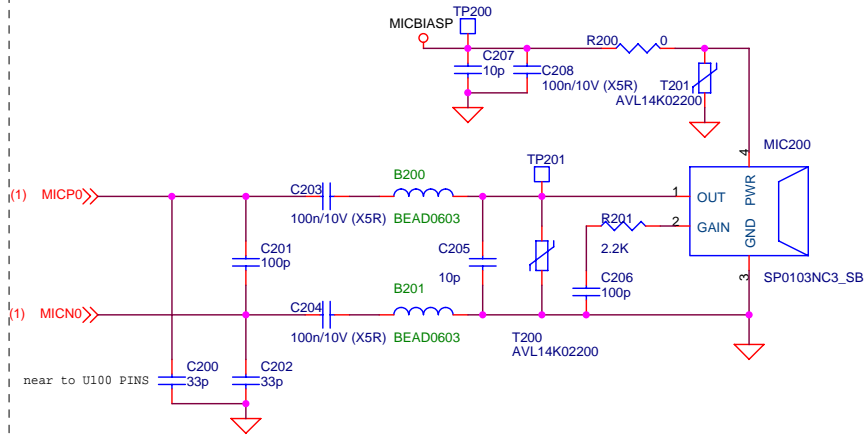 TP200
MICBIASP
R200 0
C207
10p
C208
100n/10V (X5R)
T201
AVL14K02200
MIC200
4
TP201
B200
(1) MICP0
C203
100n/10V (X5R)
BEAD0603
1
OUT
PWR
R201
2
GAIN
GND
2.2K
C201
100p
C205
10p
C206
100p
3
SP0103NC3_SB
B201
(1) MICN0
C204
100n/10V (X5R)
BEAD0603
T200
AVL14K02200
near to U100 PINS
C200
33p
C202
33p